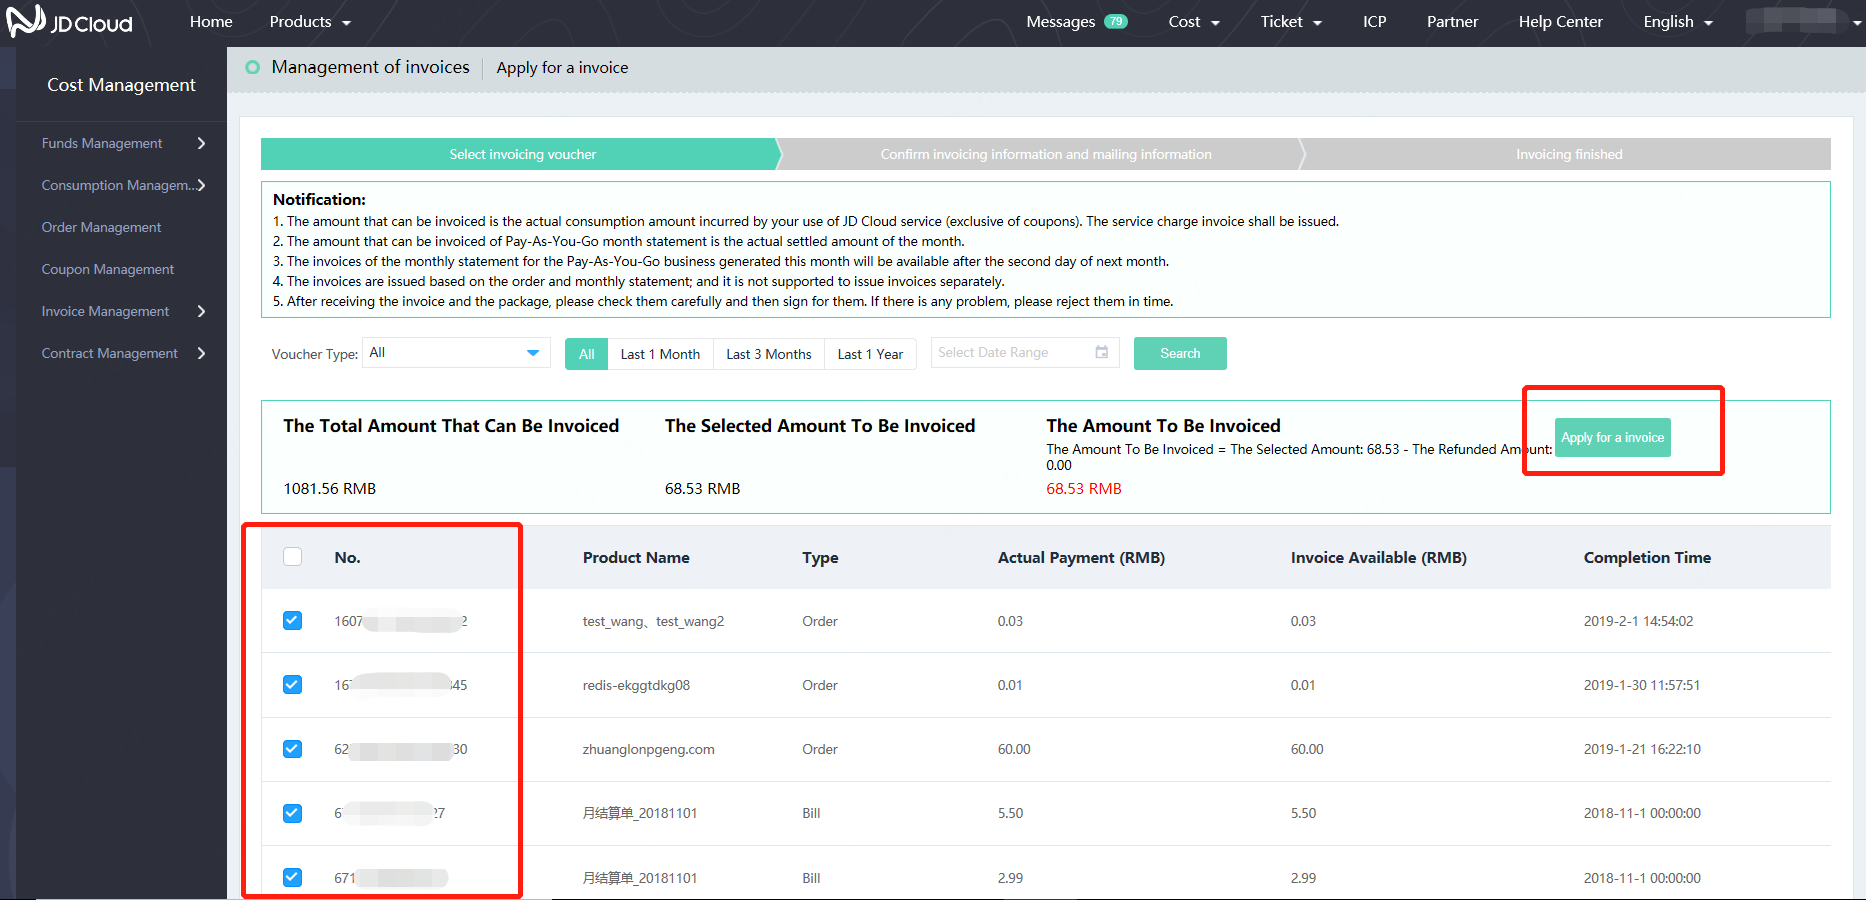 JD Cloud
Home
Products
Messages 79
Cost
Ticket
ICP
Partner
Help Center
English
Cost Management
Funds Management
Consumption Managem...
Order Management
Coupon Management
Invoice Management
Contract Management
Management of invoices
Apply for a invoice
Select invoicing voucher
Confirm invoicing information and mailing information
Invoicing finished
Notification:
1. The amount that can be invoiced is the actual consumption amount incurred by your use of JD Cloud service (exclusive of coupons). The service charge invoice shall be issued.
2. The amount that can be invoiced of Pay-As-You-Go month statement is the actual settled amount of the month.
3. The invoices of the monthly statement for the Pay-As-You-Go business generated this month will be available after the second day of next month.
4. The invoices are issued based on the order and monthly statement; and it is not supported to issue invoices separately.
5. After receiving the invoice and the package, please check them carefully and then sign for them. If there is any problem, please reject them in time.
Voucher Type: All
All
Last 1 Month
Last 3 Months
Last 1 Year
Select Date Range
Search
The Total Amount That Can Be Invoiced
1081.56 RMB
The Selected Amount To Be Invoiced
68.53 RMB
The Amount To Be Invoiced
The Amount To Be Invoiced = The Selected Amount: 68.53 - The Refunded Amount:
0.00
68.53 RMB
Apply for a invoice
No. Product Name Type Actual Payment (RMB) Invoice Available (RMB) Completion Time
1607 2 test_wang、test_wang2 Order 0.03 0.03 2019-2-1 14:54:02
16 45 redis-ekggtdkg08 Order 0.01 0.01 2019-1-30 11:57:51
62 30 zhuanglonpgeng.com Order 60.00 60.00 2019-1-21 16:22:10
6 27 月结算单_20181101 Bill 5.50 5.50 2018-11-1 00:00:00
671 月结算单_20181101 Bill 2.99 2.99 2018-11-1 00:00:00